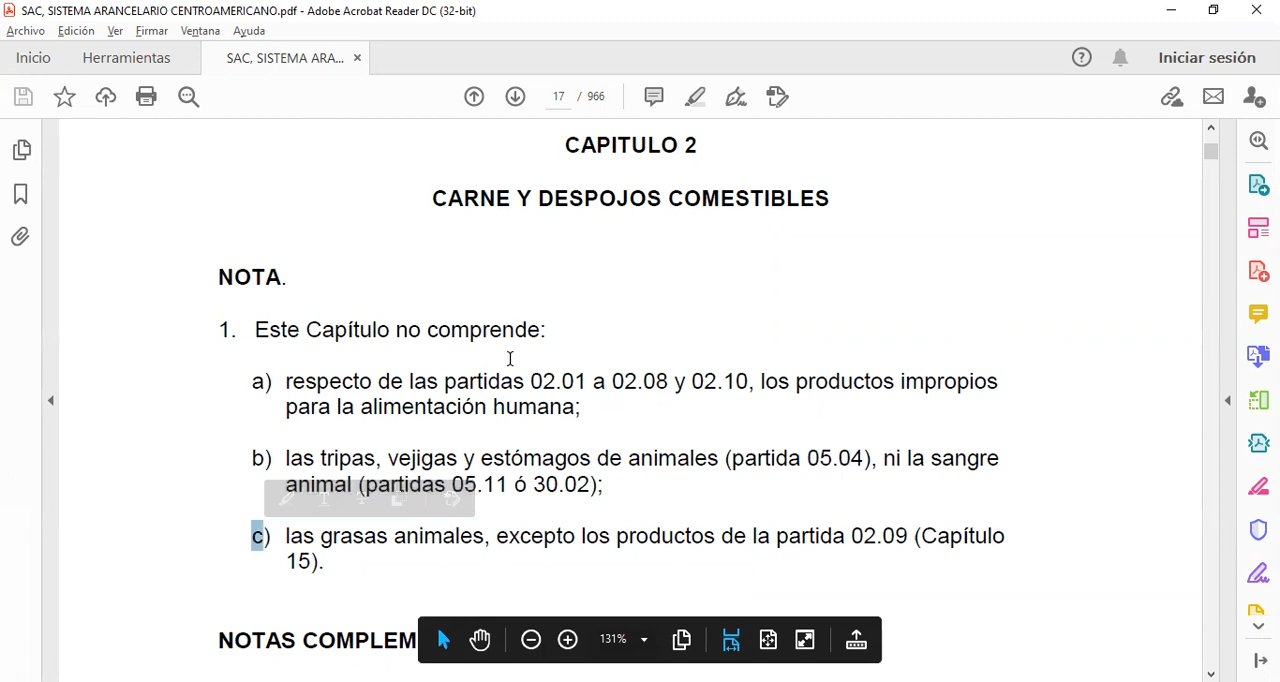 SAC, SISTEMA ARANCELARIO CENTROAMERICANO.pdf - Adobe Acrobat Reader DC (32-bit)
Archivo Edición Ver Firmar Ventana Ayuda
Inicio Herramientas SAC, SISTEMA ARA... × Iniciar sesión
17 / 966
CAPITULO 2
CARNE Y DESPOJOS COMESTIBLES
NOTA.
1. Este Capítulo no comprende:
a) respecto de las partidas 02.01 a 02.08 y 02.10, los productos impropios
para la alimentación humana;
b) las tripas, vejigas y estómagos de animales (partida 05.04), ni la sangre
animal (partidas 05.11 ó 30.02);
c) las grasas animales, excepto los productos de la partida 02.09 (Capítulo
15).
NOTAS COMPLEM
131%